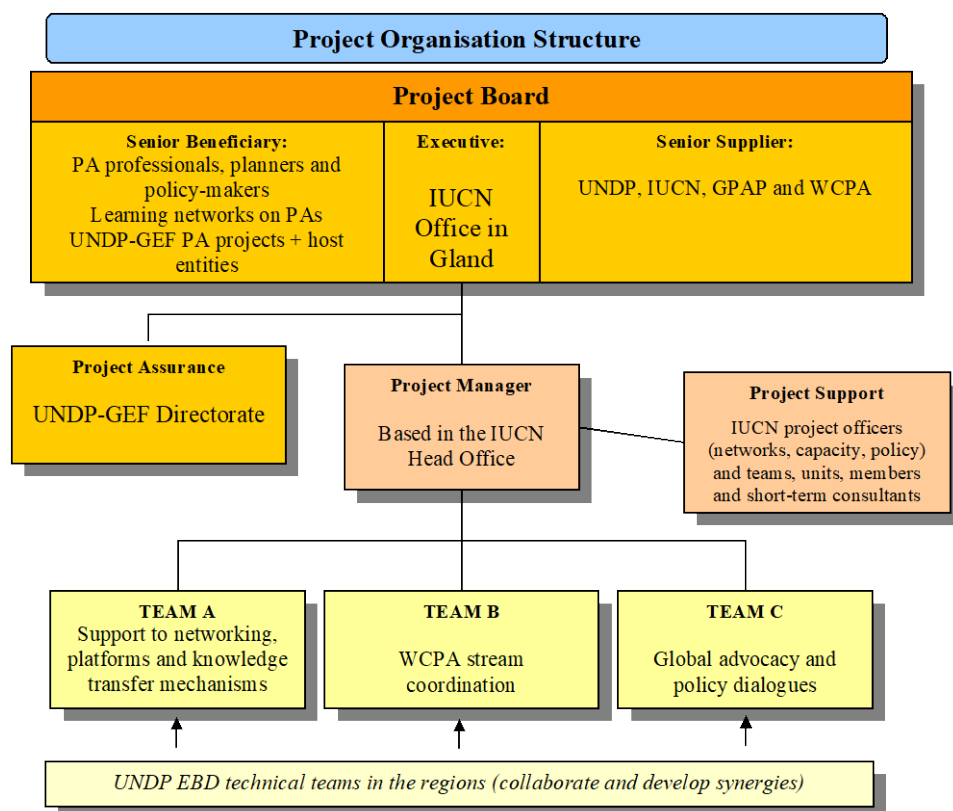 Project Organisation Structure
Project Board
Senior Beneficiary:
PA professionals, planners and
policy-makers
Learning networks on PAs
UNDP-GEF PA projects + host
entities
Executive:
IUCN
Office in
Gland
Senior Supplier:
UNDP, IUCN, GPAP and WCPA
Project Assurance
UNDP-GEF Directorate
Project Manager
Based in the IUCN
Head Office
Project Support
IUCN project officers
(networks, capacity, policy)
and teams, units, members
and short-term consultants
TEAM A
Support to networking,
platforms and knowledge
transfer mechanisms
TEAM B
WCPA stream
coordination
TEAM C
Global advocacy and
policy dialogues
UNDP EBD technical teams in the regions (collaborate and develop synergies)